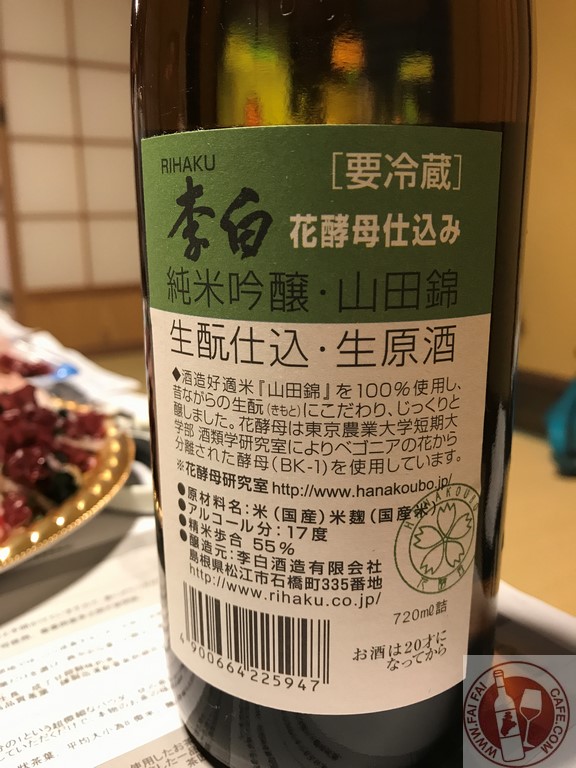 RIHAKU
[要冷蔵]
李白
花酵母仕込み
純米吟醸・山田錦
生酛仕込・生原酒
◆酒造好適米『山田錦』を100%使用し、
昔ながらの生酛(きもと)にこだわり、じっくりと
醸しました。花酵母は東京農業大学短期大
学部 酒類学研究室によりベゴニアの花から
分離された酵母(BK-1)を使用しています。
※花酵母研究室 http://www.hanakoubo.jp/
●原材料名:米(国産)米麹(国産米)
●アルコール分:17度
●精米歩合 55%
●醸造元:李白酒造有限会社
島根県松江市石橋町335番地
http://www.rihaku.co.jp/
HANAKOUBO
720mℓ詰
4900664225947
お酒は20才に
なってから
WWW.FAI FAI CAFE.COM